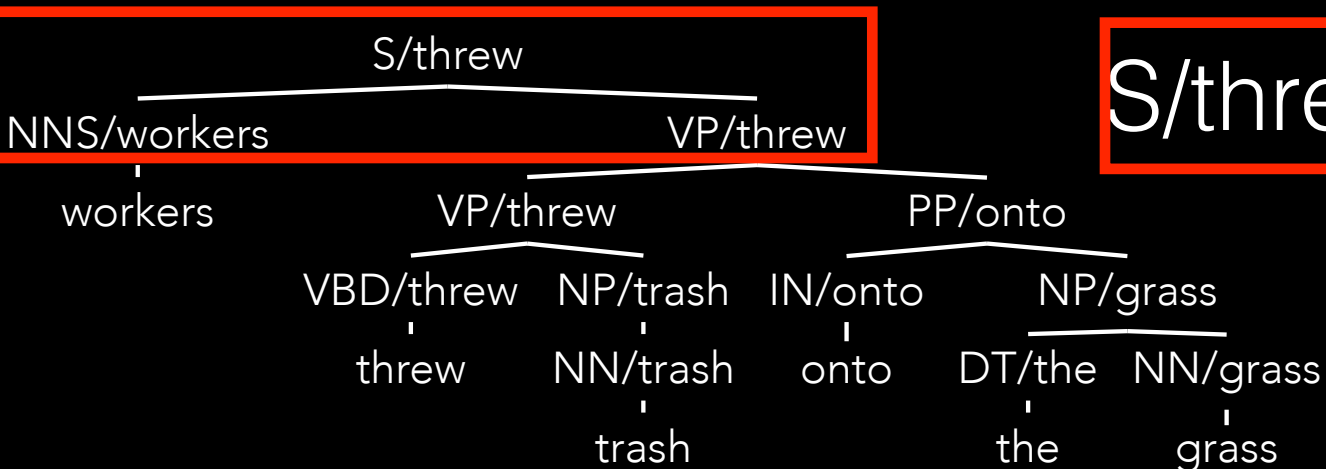 S/threw
NNS/workers VP/threw
S/thre
workers VP/threw PP/onto
VBD/threw NP/trash IN/onto NP/grass
threw NN/trash onto DT/the NN/grass
trash the grass